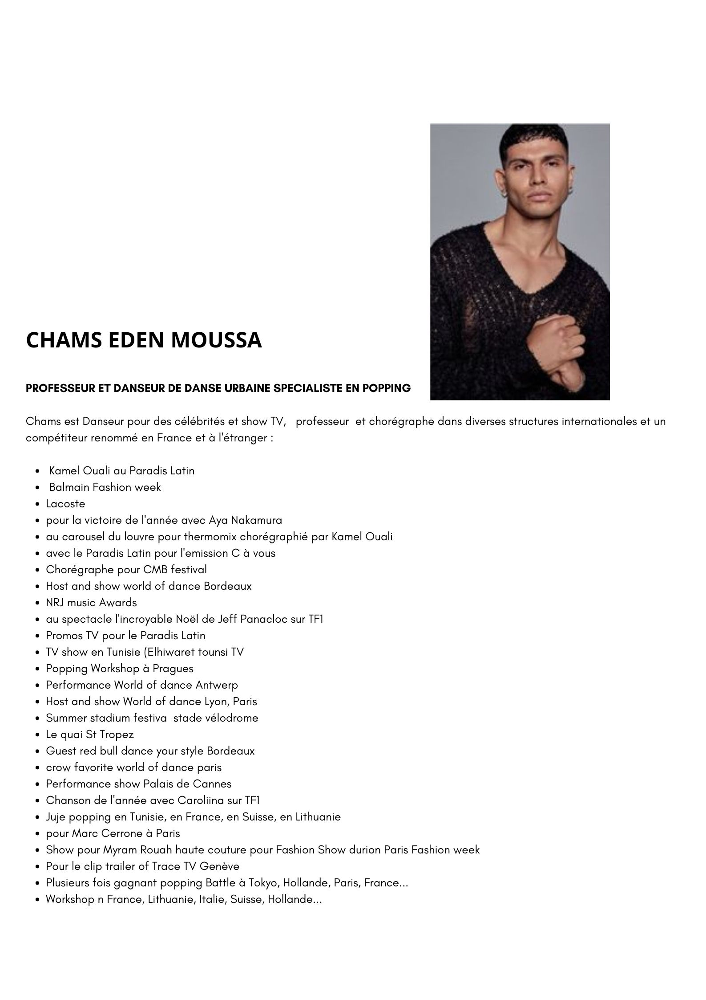 CHAMS EDEN MOUSSA
PROFESSEUR ET DANSEUR DE DANSE URBAINE SPECIALISTE EN POPPING
Chams est Danseur pour des célébrités et show TV,   professeur  et chorégraphe dans diverses structures internationales et un
compétiteur renommé en France et à l'étranger :
• Kamel Ouali au Paradis Latin
• Balmain Fashion week
• Lacoste
• pour la victoire de l'année avec Aya Nakamura
• au carousel du louvre pour thermomix chorégraphié par Kamel Ouali
• avec le Paradis Latin pour l'emission C à vous
• Chorégraphe pour CMB festival
• Host and show world of dance Bordeaux
• NRJ music Awards
• au spectacle l'incroyable Noël de Jeff Panacloc sur TF1
• Promos TV pour le Paradis Latin
• TV show en Tunisie (Elhiwaret tounsi TV
• Popping Workshop à Pragues
• Performance World of dance Antwerp
• Host and show World of dance Lyon, Paris
• Summer stadium festiva  stade vélodrome
• Le quai St Tropez
• Guest red bull dance your style Bordeaux
• crow favorite world of dance paris
• Performance show Palais de Cannes
• Chanson de l'année avec Caroliina sur TF1
• Juje popping en Tunisie, en France, en Suisse, en Lithuanie
• pour Marc Cerrone à Paris
• Show pour Myram Rouah haute couture pour Fashion Show durion Paris Fashion week
• Pour le clip trailer of Trace TV Genève
• Plusieurs fois gagnant popping Battle à Tokyo, Hollande, Paris, France...
• Workshop n France, Lithuanie, Italie, Suisse, Hollande...